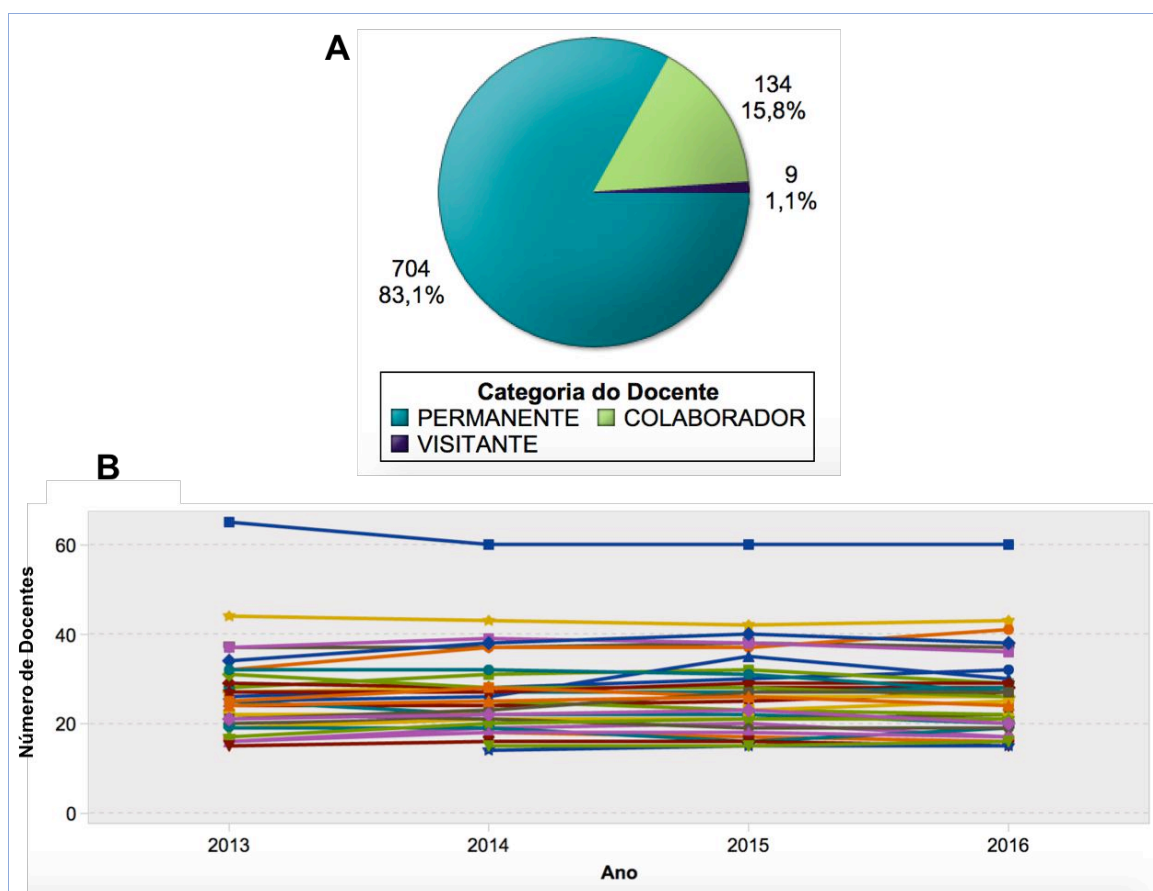 A
134
15,8%
9
1,1%
704
83,1%
Categoria do Docente
PERMANENTE COLABORADOR
VISITANTE
B
Número de Docentes
60
40
20
0
2013 2014 2015 2016
Ano